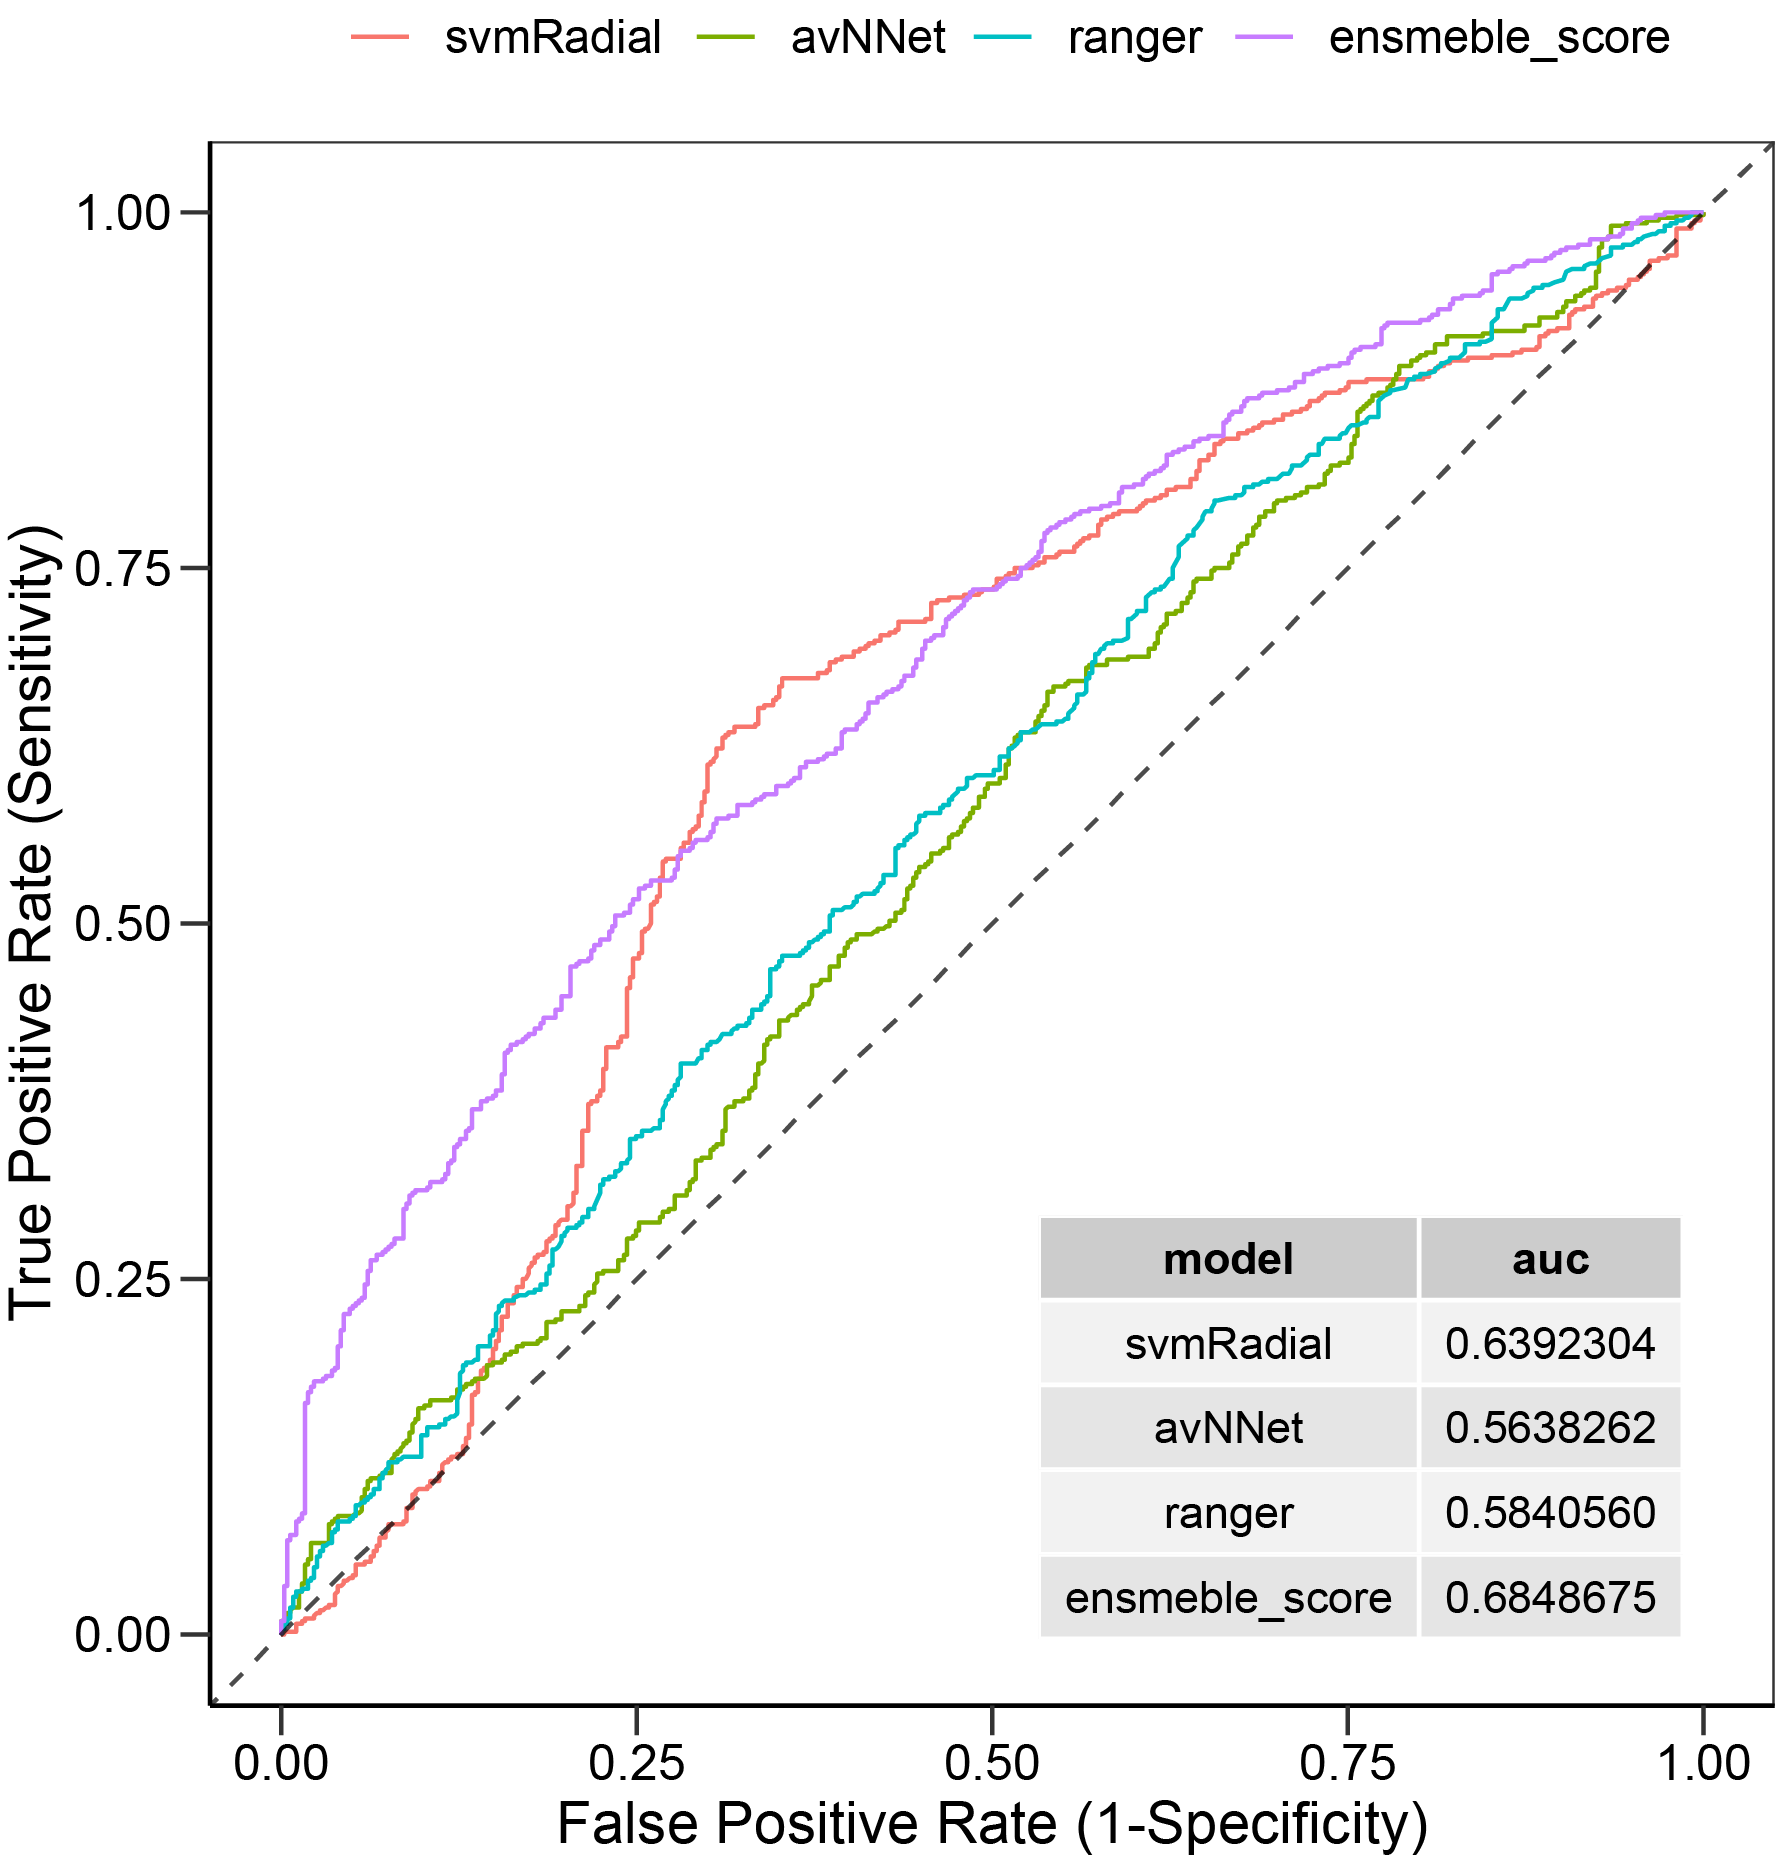 svmRadial avNNet ranger ensmeble_score
True Positive Rate (Sensitivity)
1.00
0.75
0.50
0.25
0.00
model auc
svmRadial 0.6392304
avNNet 0.5638262
ranger 0.5840560
ensmeble_score 0.6848675
0.00 0.25 0.50 0.75 1.00
False Positive Rate (1-Specificity)